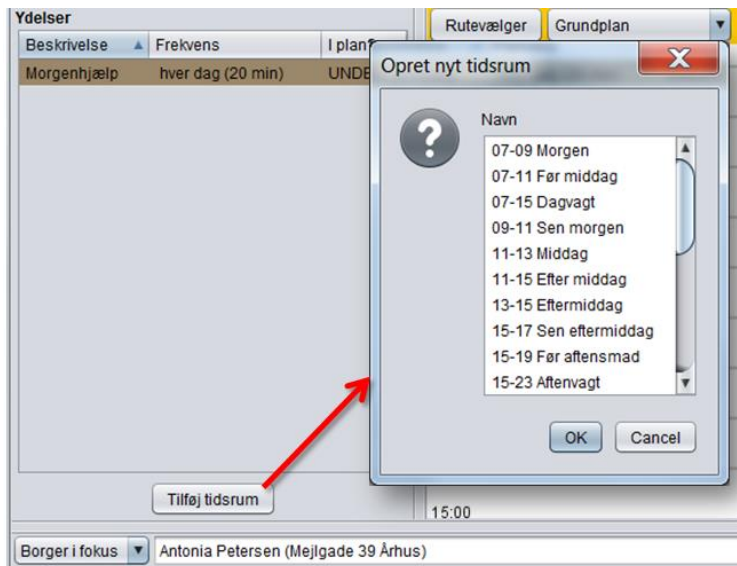 Ydelser
Rutevælger Grundplan
Beskrivelse Frekvens I plan?
Morgenhjælp hver dag (20 min) UNDE
Opret nyt tidsrum
Navn
07-09 Morgen
07-11 Før middag
07-15 Dagvagt
09-11 Sen morgen
11-13 Middag
11-15 Efter middag
13-15 Eftermiddag
15-17 Sen eftermiddag
15-19 Før aftensmad
15-23 Aftenvagt
OK Cancel
Tilføj tidsrum
15:00
Borger i fokus Antonia Petersen (Mejlgade 39 Århus)